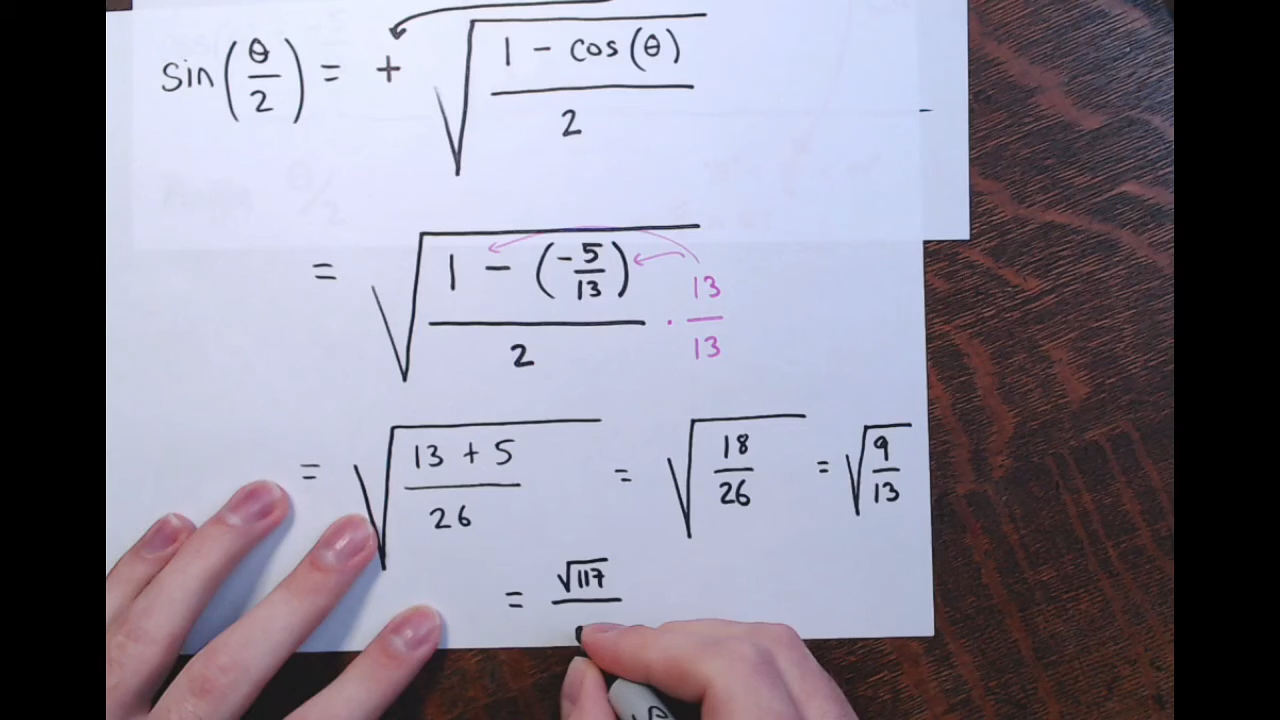 sin(θ/2) = + √((1 - cos(θ))/2)
= √((1 - (-5/13))/2) · 13/13
= √((13 + 5)/26) = √(18/26) = √(9/13)
= √117